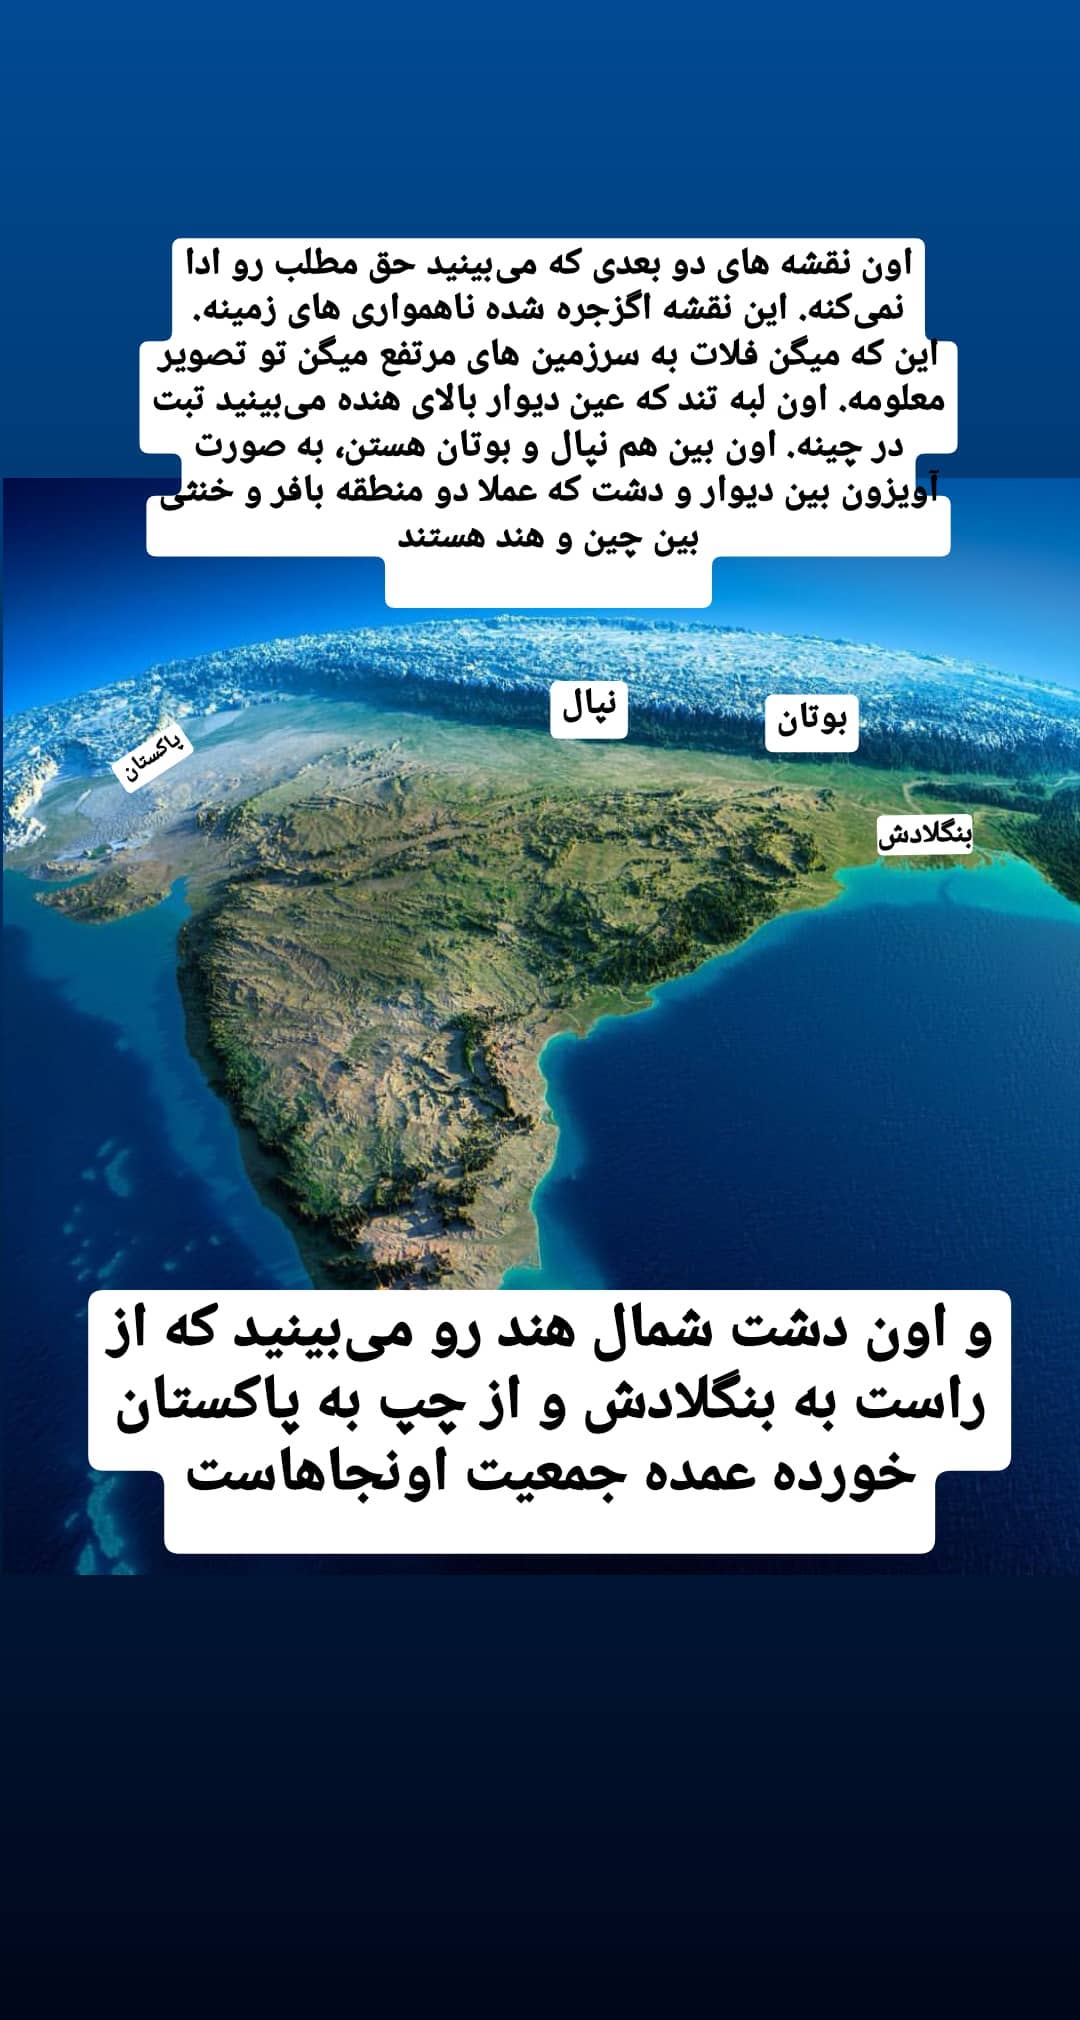 اون نقشه های دو بعدی که می‌بینید حق مطلب رو ادا
نمی‌کنه. این نقشه اگزجره شده ناهمواری های زمینه.
این که میگن فلات به سرزمین های مرتفع میگن تو تصویر
معلومه. اون لبه تند که عین دیوار بالای هنده می‌بینید تبت
در چینه. اون بین هم نپال و بوتان هستن، به صورت
آویزون بین دیوار و دشت که عملا دو منطقه بافر و خنثی
بین چین و هند هستند
نپال
بوتان
پاکستان
بنگلادش
و اون دشت شمال هند رو می‌بینید که از
راست به بنگلادش و از چپ به پاکستان
خورده عمده جمعیت اونجاهاست